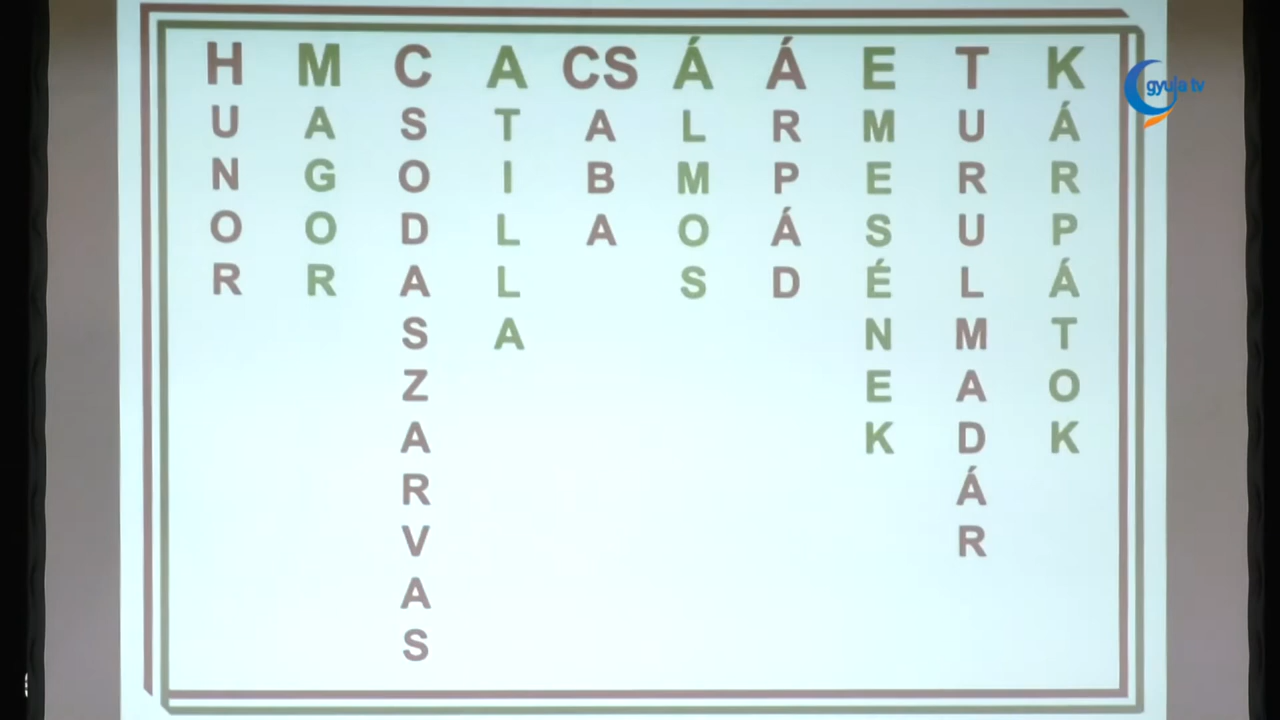 HUNOR
MAGOR
CSODASZARVAS
ATILLA
CSABA
ÁLMOS
ÁRPÁD
EMESÉNEK
TURULMADÁR
KÁRPÁTOK
gyula tv